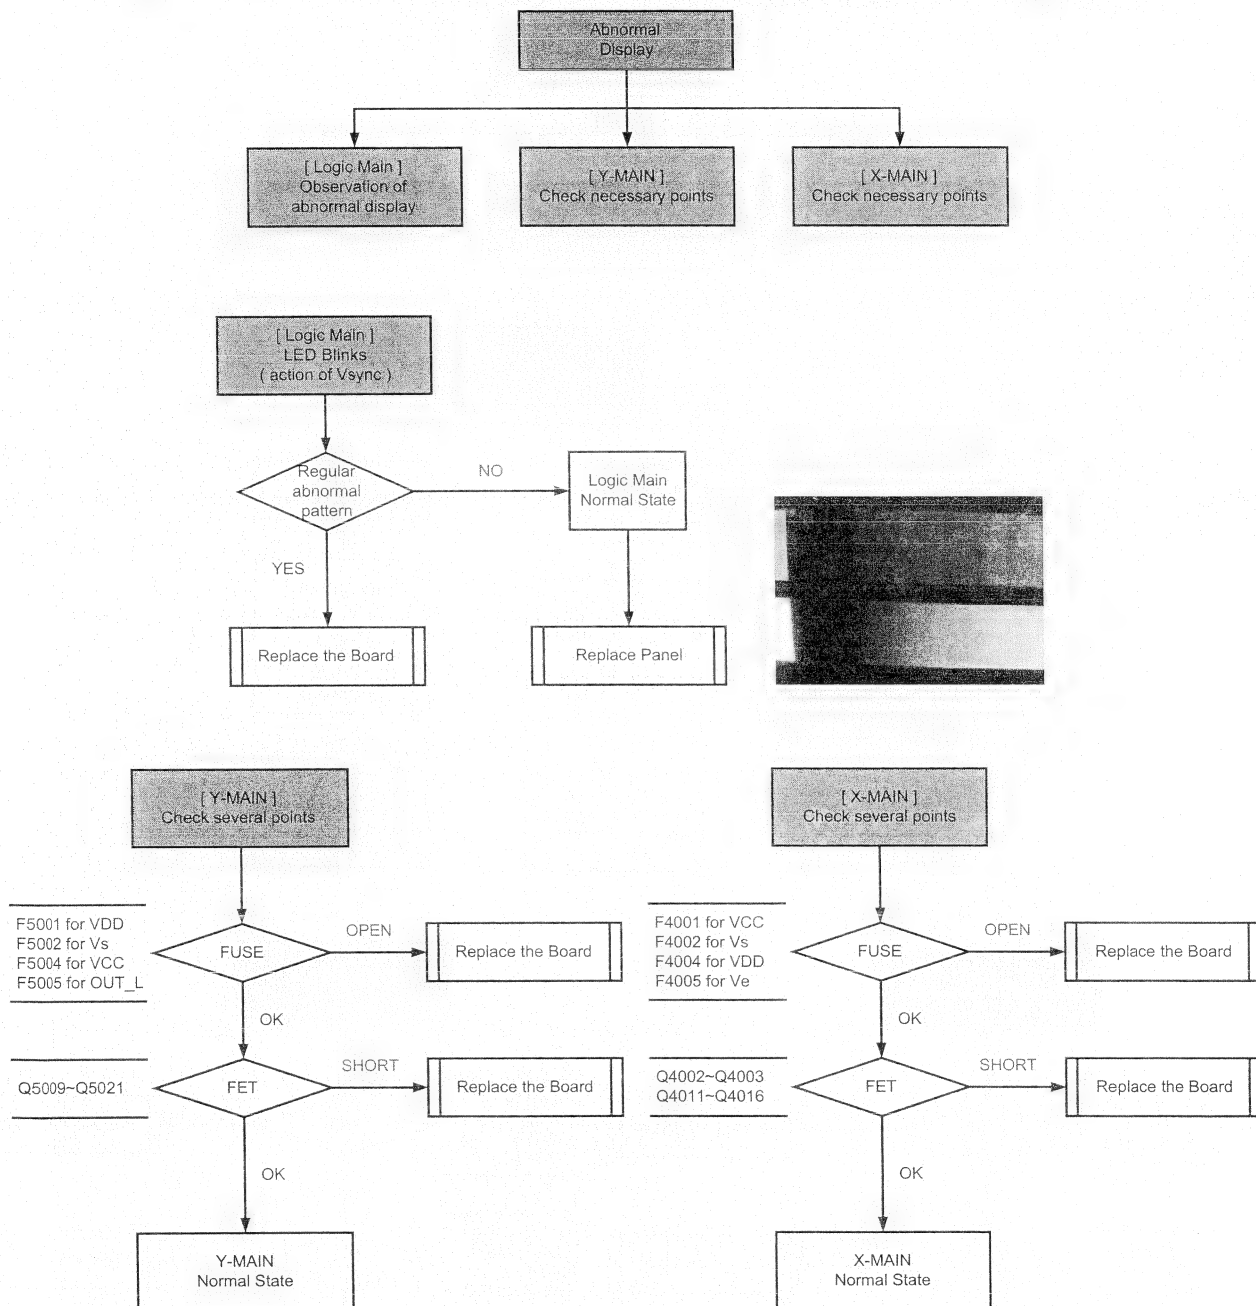 Abnormal
Display
[ Logic Main ]
Observation of
abnormal display
[ Y-MAIN ]
Check necessary points
[ X-MAIN ]
Check necessary points
[ Logic Main ]
LED Blinks
( action of Vsync )
Regular
abnormal
pattern
NO
Logic Main
Normal State
YES
Replace the Board
Replace Panel
[ Y-MAIN ]
Check several points
F5001 for VDD
F5002 for Vs
F5004 for VCC
F5005 for OUT_L
FUSE
OPEN
Replace the Board
OK
Q5009~Q5021
FET
SHORT
Replace the Board
OK
Y-MAIN
Normal State
[ X-MAIN ]
Check several points
F4001 for VCC
F4002 for Vs
F4004 for VDD
F4005 for Ve
FUSE
OPEN
Replace the Board
OK
Q4002~Q4003
Q4011~Q4016
FET
SHORT
Replace the Board
OK
X-MAIN
Normal State